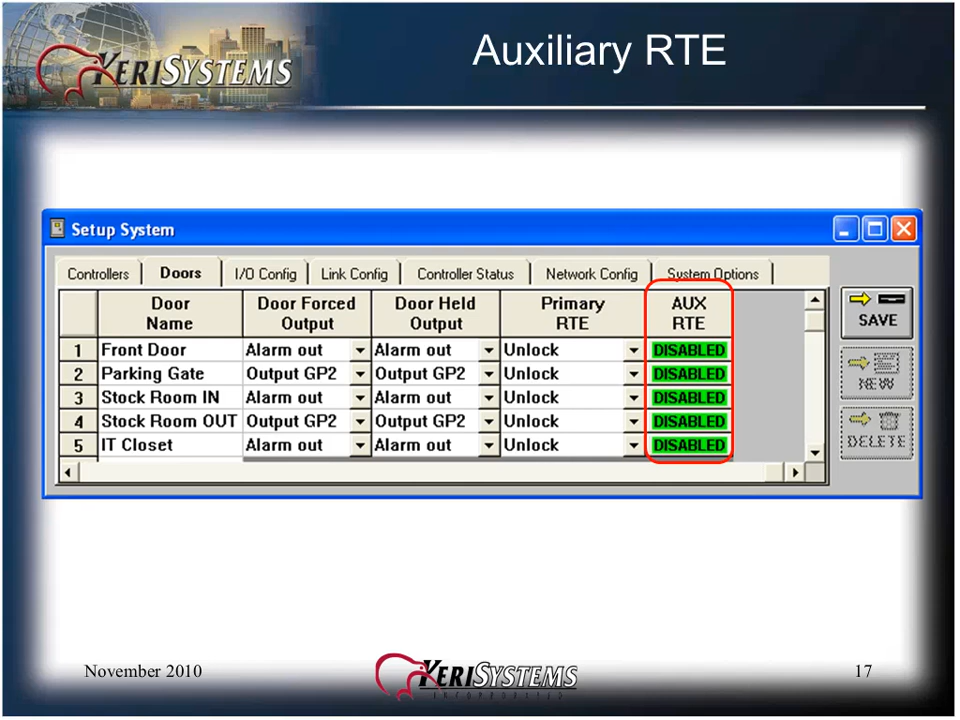 KERISYSTEMS
Auxiliary RTE
Setup System
Controllers Doors I/O Config Link Config Controller Status Network Config System Options
Door Name Door Forced Output Door Held Output Primary RTE AUX RTE
1 Front Door Alarm out Alarm out Unlock DISABLED
2 Parking Gate Output GP2 Output GP2 Unlock DISABLED
3 Stock Room IN Alarm out Alarm out Unlock DISABLED
4 Stock Room OUT Output GP2 Output GP2 Unlock DISABLED
5 IT Closet Alarm out Alarm out Unlock DISABLED
SAVE
NEW
DELETE
November 2010
KERISYSTEMS
INCORPORATED
17